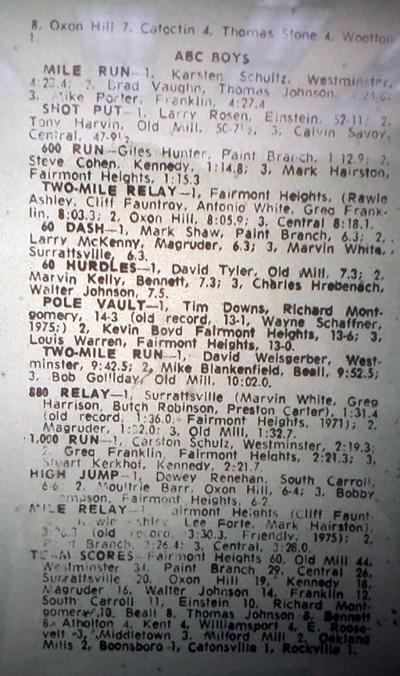 8, Oxon Hill 7, Catoctin 4, Thomas Stone 4, Wootton
1.
ABC BOYS
MILE RUN—1, Karsten Schultz, Westminster,
4:23.4; 2, Brad Vaughn, Thomas Johnson,
3, Mike Porter, Franklin, 4:27.4
SHOT PUT—1, Larry Rosen, Einstein, 52-11; 2,
Tony Harvin, Old Mill, 50-7½; 3, Calvin Savoy,
Central, 47-9½.
600 RUN—Giles Hunter, Paint Branch, 1:12.9; 2,
Steve Cohen, Kennedy, 1:14.8; 3, Mark Hairston,
Fairmont Heights, 1:15.3
TWO-MILE RELAY—1, Fairmont Heights, (Rawle
Ashley, Cliff Fauntroy, Antonio White, Greg Frank-
lin, 8:03.3; 2, Oxon Hill, 8:05.9; 3, Central 8:18.1.
60 DASH—1, Mark Shaw, Paint Branch, 6.3; 2,
Larry McKenny, Magruder, 6.3; 3, Marvin White,
Surrattsville, 6.3.
60 HURDLES—1, David Tyler, Old Mill, 7.3; 2,
Marvin Kelly, Bennett, 7.3; 3, Charles Hrebenach,
Walter Johnson, 7.5.
POLE VAULT—1, Tim Downs, Richard Mont-
gomery, 14-3 (old record, 13-1, Wayne Schaffner,
1975;) 2, Kevin Boyd Fairmont Heights, 13-6; 3,
Louis Warren, Fairmont Heights, 13-0.
TWO-MILE RUN—1, David Weisgerber, West-
minster, 9:42.5; 2, Mike Blankenfield, Beall, 9:52.5;
3, Bob Golliday, Old Mill, 10:02.0.
880 RELAY—1, Surrattsville (Marvin White, Greg
Harrison, Butch Robinson, Preston Carter), 1:31.4
(old record, 1:36.0, Fairmont Heights, 1971); 2,
Magruder, 3, Old Mill, 1:32.7.
1,000 RUN—1, Carston Schulz, Westminster, 2:19.3;
2, Greg Franklin, Fairmont Heights, 2:21.3; 3,
Stuart Kerkhof, Kennedy, 2:21.7.
HIGH JUMP—1, Dewey Renehan, South Carroll,
6-6 2, Moultrie Barr, Oxon Hill, 6-4; 3, Bobby
Fairmont Heights, 6-2.
MILE RELAY—1, Fairmont Heights (Cliff Faunt-
Lee Forte, Mark Hairston),
(old record, 3:30.3, Friendly, 1975); 2,
Branch, 3:26.4; 3, Central, 3:28.0.
TEAM SCORES—Fairmont Heights 60, Old Mill 44,
Westminster 31, Paint Branch 29, Central 26,
Surrattsville 20, Oxon Hill 19, Kennedy 18,
Magruder 16, Walter Johnson 14, Franklin 12,
South Carroll 11, Einstein 10, Richard Mont-
gomery 10, Beall 8, Thomas Johnson 8, Bennett
8, Atholton 4, Kent 4, Williamsport 4, E. Roose-
velt 3, Middletown 3, Milford Mill 2, Oakland
Mills 2, Boonsboro 1, Catonsville 1, Rockville 1.